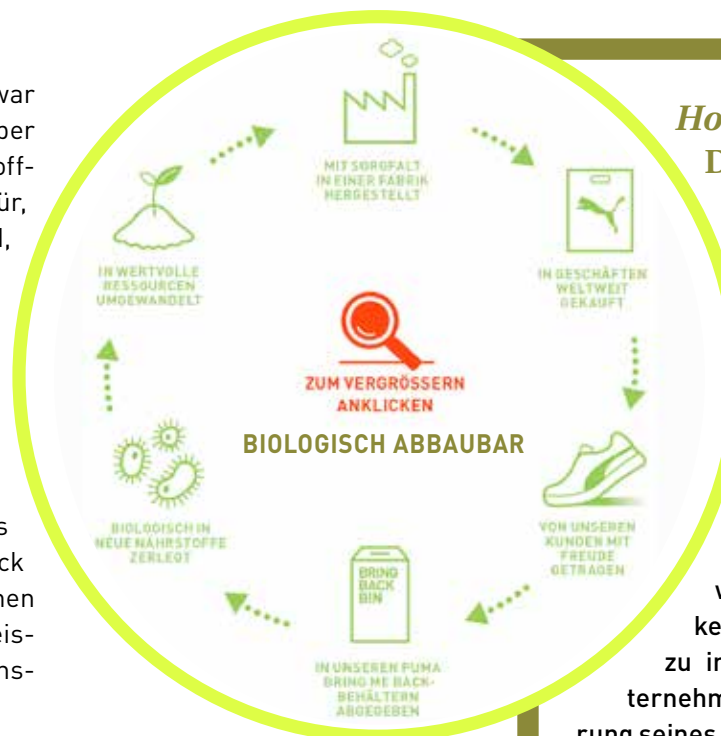 war
ber
off-
ür,
l,
s
ck
nen
eis-
ns-
MIT SORGFALT
IN EINER FABRIK
HERGESTELLT
IN GESCHÄFTEN
WELTWEIT
GEKAUFT
VON UNSEREN
KUNDEN MIT
FREUDE
GETRAGEN
BRING
BACK
BIN
IN UNSEREN PUMA
BRING ME BACK-
BEHÄLTERN
ABGEGEBEN
BIOLOGISCH IN
NEUE NÄHRSTOFFE
ZERLEGT
IN WERTVOLLE
RESSOURCEN
UMGEWANDELT
ZUM VERGRÖSSERN
ANKLICKEN
BIOLOGISCH ABBAUBAR
Ho
D
v
ke
zu in
ternehm
rung seines